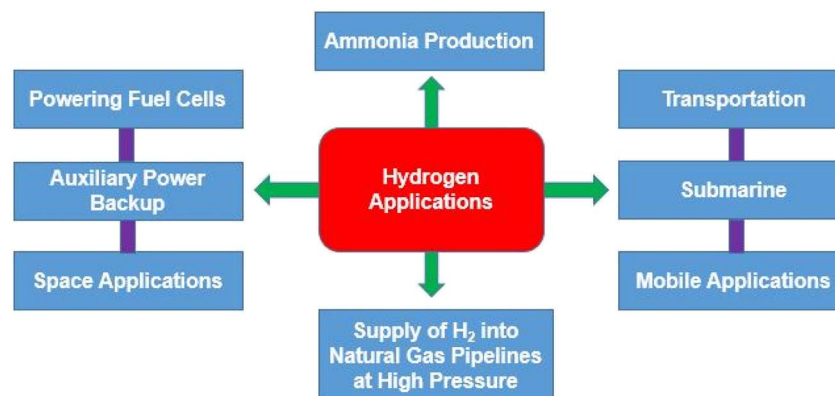 Ammonia Production
Powering Fuel Cells
Transportation
Hydrogen
Applications
Auxiliary Power
Backup
Submarine
Space Applications
Mobile Applications
Supply of H₂ into
Natural Gas Pipelines
at High Pressure